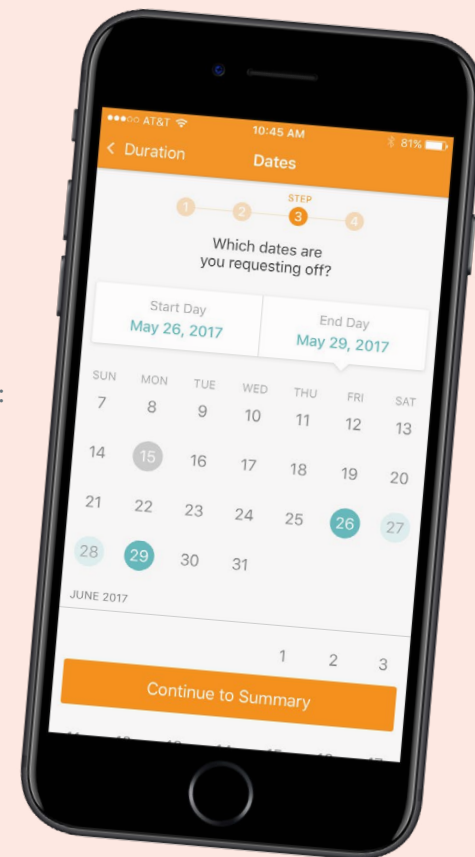 AT&T 10:45 AM 81%
< Duration Dates
STEP
1 2 3 4
Which dates are
you requesting off?
Start Day End Day
May 26, 2017 May 29, 2017
SUN MON TUE WED THU FRI SAT
7 8 9 10 11 12 13
14 15 16 17 18 19 20
21 22 23 24 25 26 27
28 29 30 31
JUNE 2017
1 2 3
Continue to Summary
: